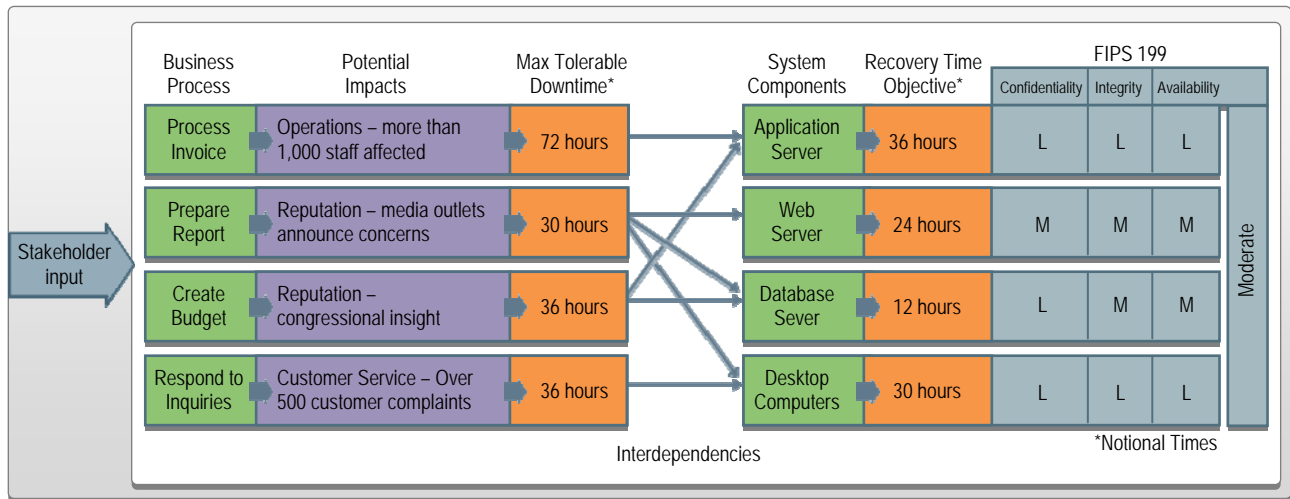 Business
Process
Potential
Impacts
Max Tolerable
Downtime*
System
Components
Recovery Time
Objective*
FIPS 199
Confidentiality
Integrity
Availability
Stakeholder
input
Process
Invoice
Operations – more than
1,000 staff affected
72 hours
Application
Server
36 hours
L
L
L
Prepare
Report
Reputation – media outlets
announce concerns
30 hours
Web
Server
24 hours
M
M
M
Create
Budget
Reputation –
congressional insight
36 hours
Database
Sever
12 hours
L
M
M
Respond to
Inquiries
Customer Service – Over
500 customer complaints
36 hours
Desktop
Computers
30 hours
L
L
L
Moderate
*Notional Times
Interdependencies